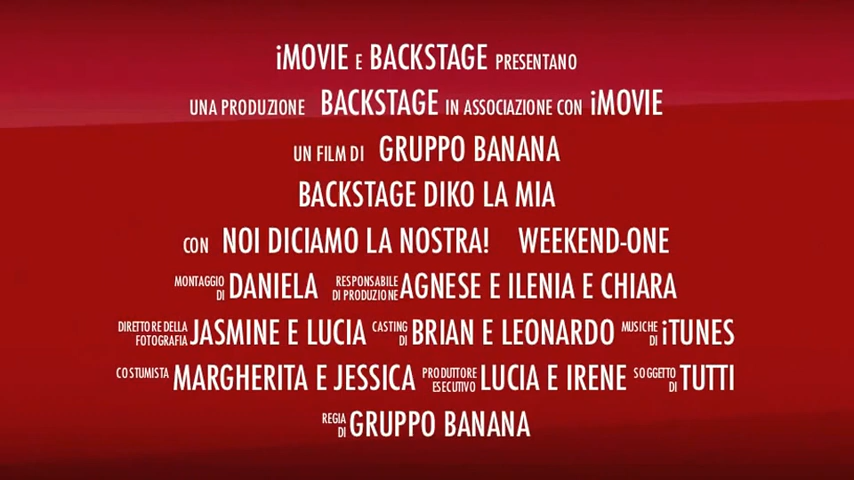 iMOVIE E BACKSTAGE PRESENTANO
UNA PRODUZIONE BACKSTAGE IN ASSOCIAZIONE CON iMOVIE
UN FILM DI GRUPPO BANANA
BACKSTAGE DIKO LA MIA
CON NOI DICIAMO LA NOSTRA! WEEKEND-ONE
MONTAGGIO DI DANIELA RESPONSABILE DI PRODUZIONE AGNESE E ILENIA E CHIARA
DIRETTORE DELLA FOTOGRAFIA JASMINE E LUCIA CASTING DI BRIAN E LEONARDO MUSICHE DI iTUNES
COSTUMISTA MARGHERITA E JESSICA PRODUTTORE ESECUTIVO LUCIA E IRENE SOGGETTO DI TUTTI
REGIA DI GRUPPO BANANA